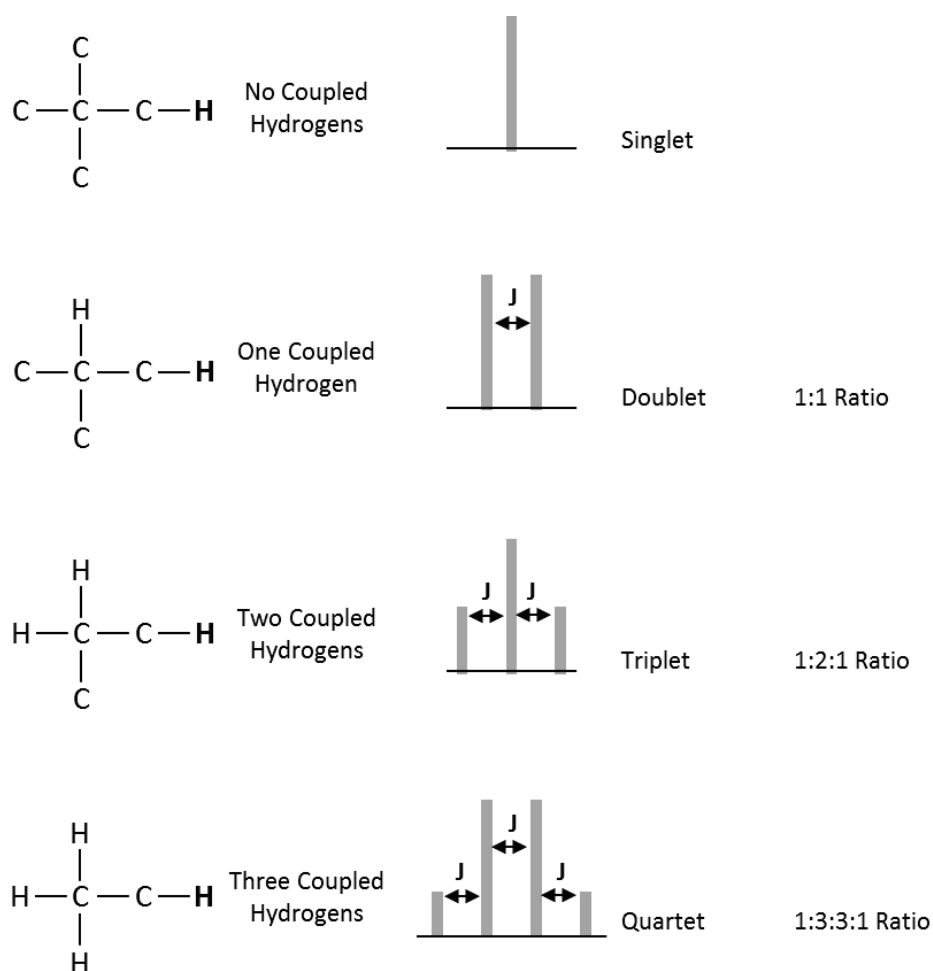 C
C — C — C — H
C
No Coupled
Hydrogens
Singlet
H
C — C — C — H
C
One Coupled
Hydrogen
J
Doublet
1:1 Ratio
H
H — C — C — H
C
Two Coupled
Hydrogens
J J
Triplet
1:2:1 Ratio
H
H — C — C — H
H
Three Coupled
Hydrogens
J
J J
Quartet
1:3:3:1 Ratio